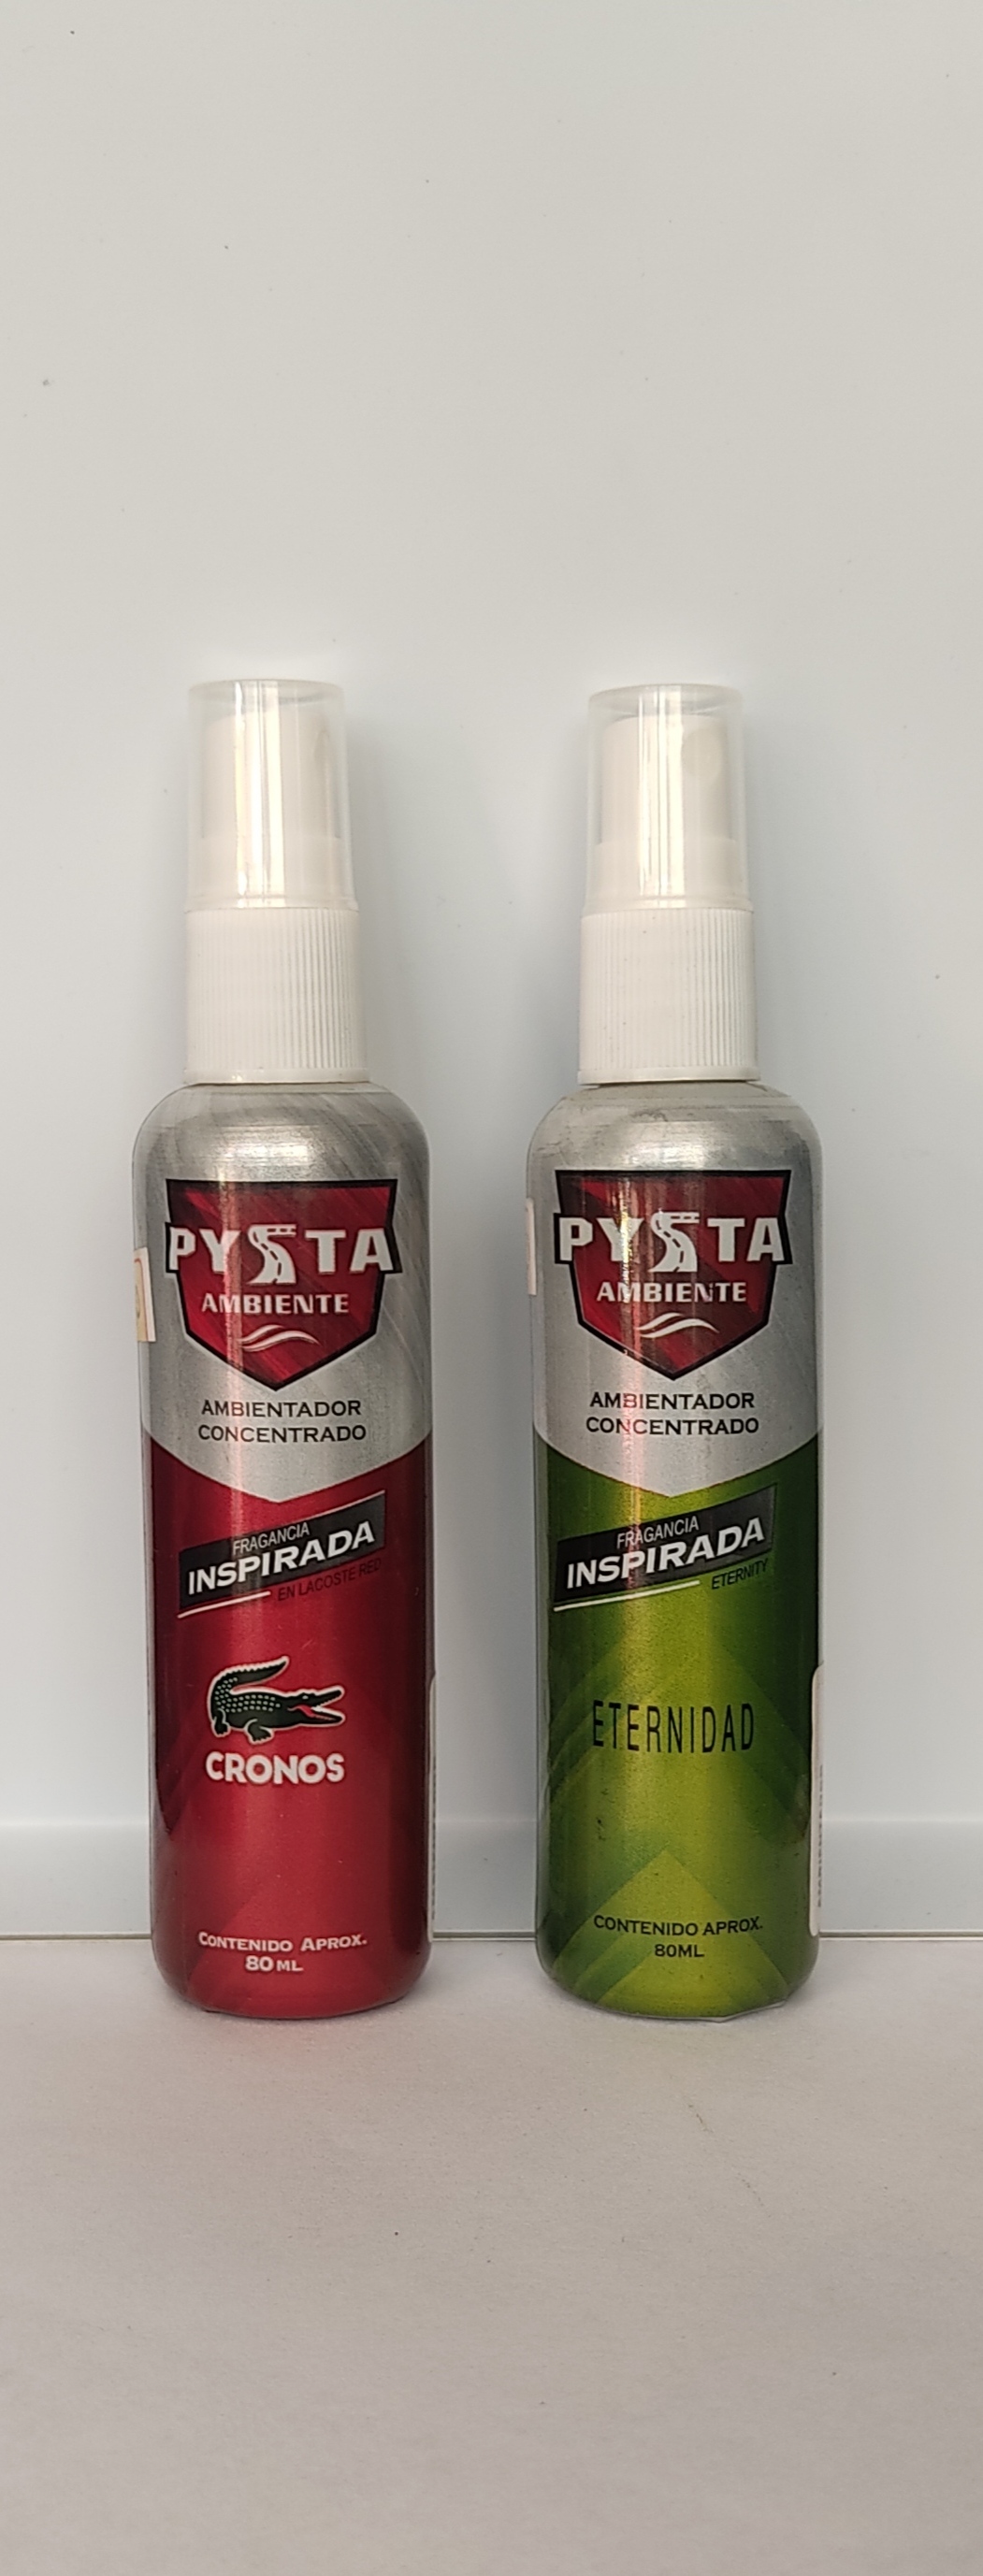 PYSTA
AMBIENTE
AMBIENTADOR
CONCENTRADO
FRAGANCIA
INSPIRADA
EN LACOSTE RED
CRONOS
CONTENIDO APROX.
80 ML
PYSTA
AMBIENTE
AMBIENTADOR
CONCENTRADO
FRAGANCIA
INSPIRADA
ETERNITY
ETERNIDAD
CONTENIDO APROX.
80ML